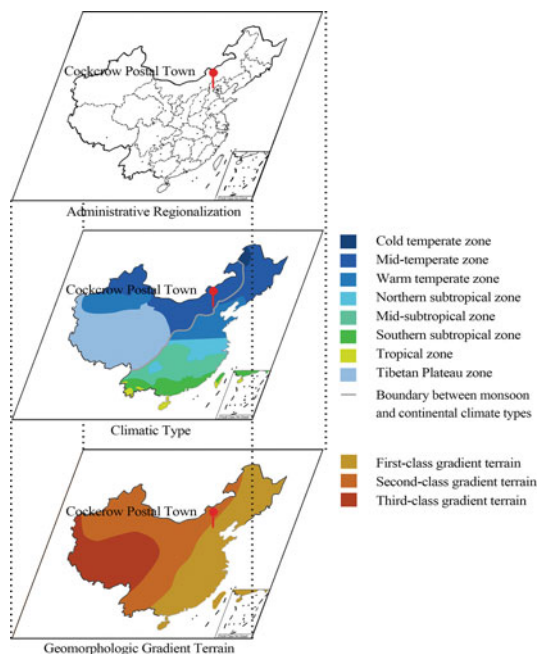 Cockcrow Postal Town
Administrative Regionalization
Cockcrow Postal Town
Climatic Type
Cold temperate zone
Mid-temperate zone
Warm temperate zone
Northern subtropical zone
Mid-subtropical zone
Southern subtropical zone
Tropical zone
Tibetan Plateau zone
Boundary between monsoon
and continental climate types
Cockcrow Postal Town
Geomorphologic Gradient Terrain
First-class gradient terrain
Second-class gradient terrain
Third-class gradient terrain